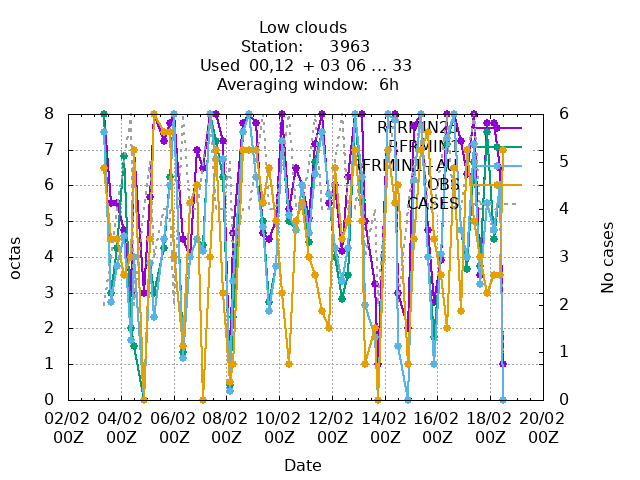 Low clouds
Station: 3963
Used 00,12 + 03 06 ... 33
Averaging window: 6h
8
7
6
5
4
3
2
1
0
6
5
4
3
2
1
0
octas
No cases
OBS
CASES
02/02 04/02 06/02 08/02 10/02 12/02 14/02 16/02 18/02 20/02
00Z 00Z 00Z 00Z 00Z 00Z 00Z 00Z 00Z 00Z
Date